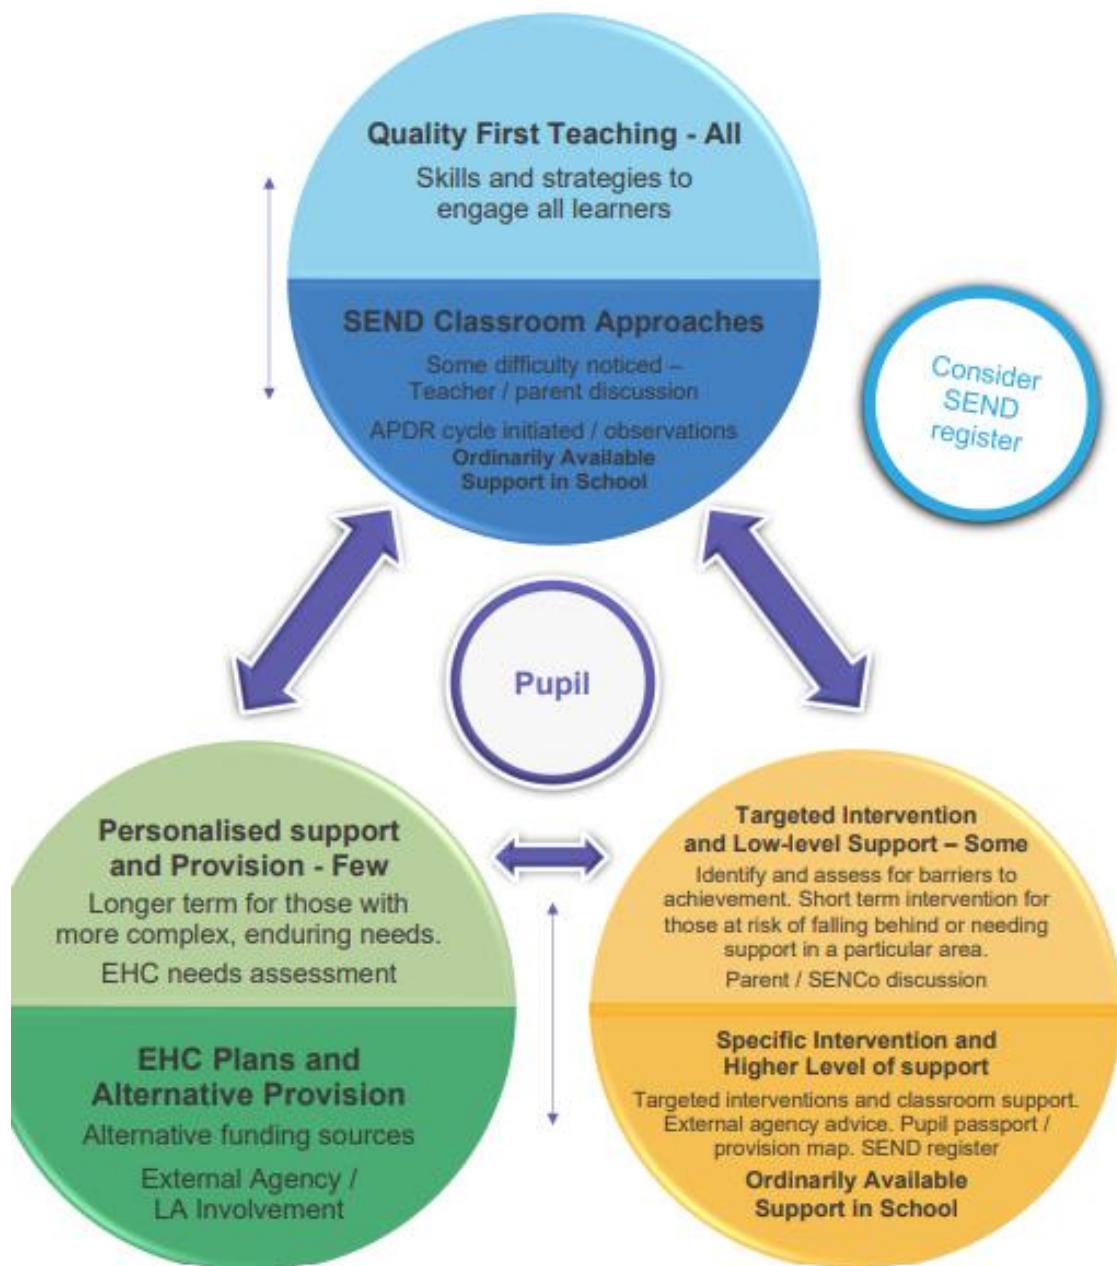 Quality First Teaching - All
Skills and strategies to
engage all learners
SEND Classroom Approaches
Some difficulty noticed –
Teacher / parent discussion
APDR cycle initiated / observations
Ordinarily Available
Support in School
Consider
SEND
register
Pupil
Personalised support
and Provision - Few
Longer term for those with
more complex, enduring needs.
EHC needs assessment
EHC Plans and
Alternative Provision
Alternative funding sources
External Agency /
LA Involvement
Targeted Intervention
and Low-level Support – Some
Identify and assess for barriers to
achievement. Short term intervention for
those at risk of falling behind or needing
support in a particular area.
Parent / SENCo discussion
Specific Intervention and
Higher Level of support
Targeted interventions and classroom support.
External agency advice. Pupil passport /
provision map. SEND register
Ordinarily Available
Support in School